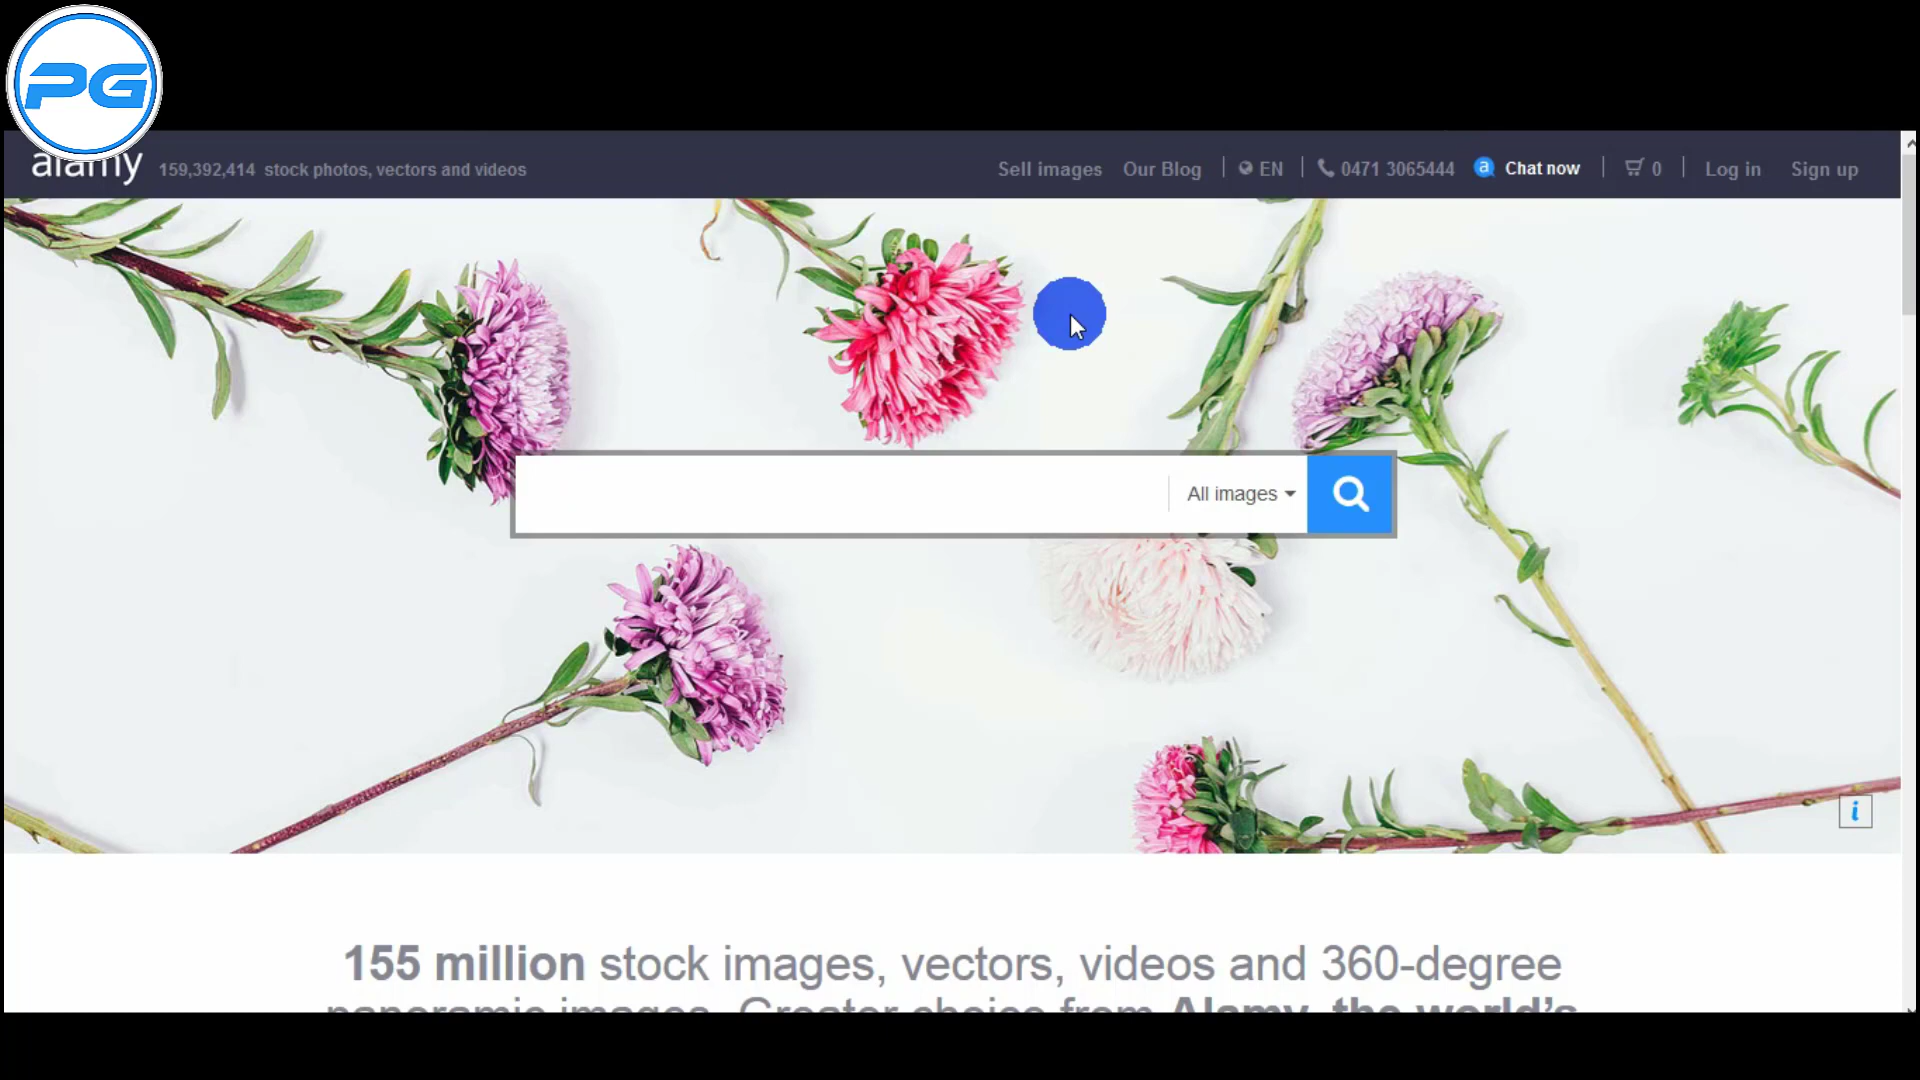 PG
alamy 159,392,414 stock photos, vectors and videos Sell images Our Blog EN 0471 3065444 a Chat now 0 Log in Sign up
All images
i
155 million stock images, vectors, videos and 360-degree
panoramic images. Greater choice from Alamy, the world's